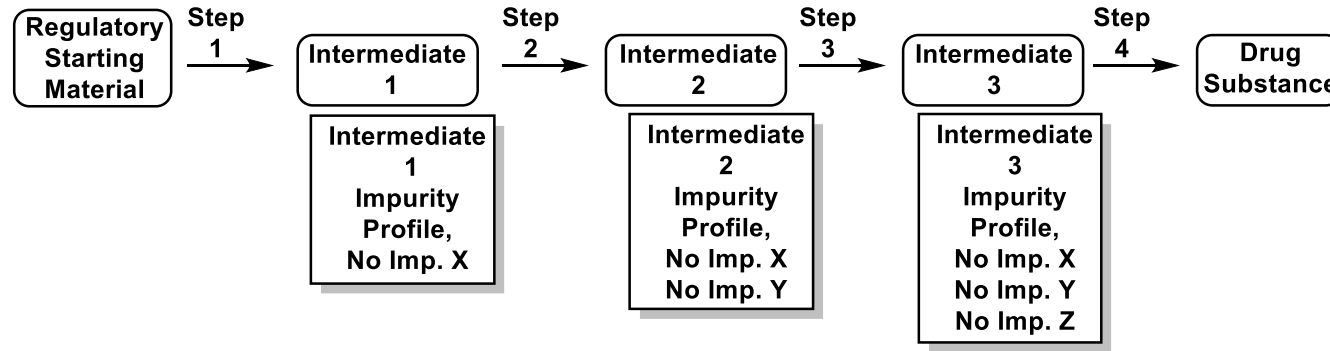 Regulatory
Starting
Material
Step
1
Intermediate
1
Step
2
Intermediate
2
Step
3
Intermediate
3
Step
4
Drug
Substance
Intermediate
1
Impurity
Profile,
No Imp. X
Intermediate
2
Impurity
Profile,
No Imp. X
No Imp. Y
Intermediate
3
Impurity
Profile,
No Imp. X
No Imp. Y
No Imp. Z